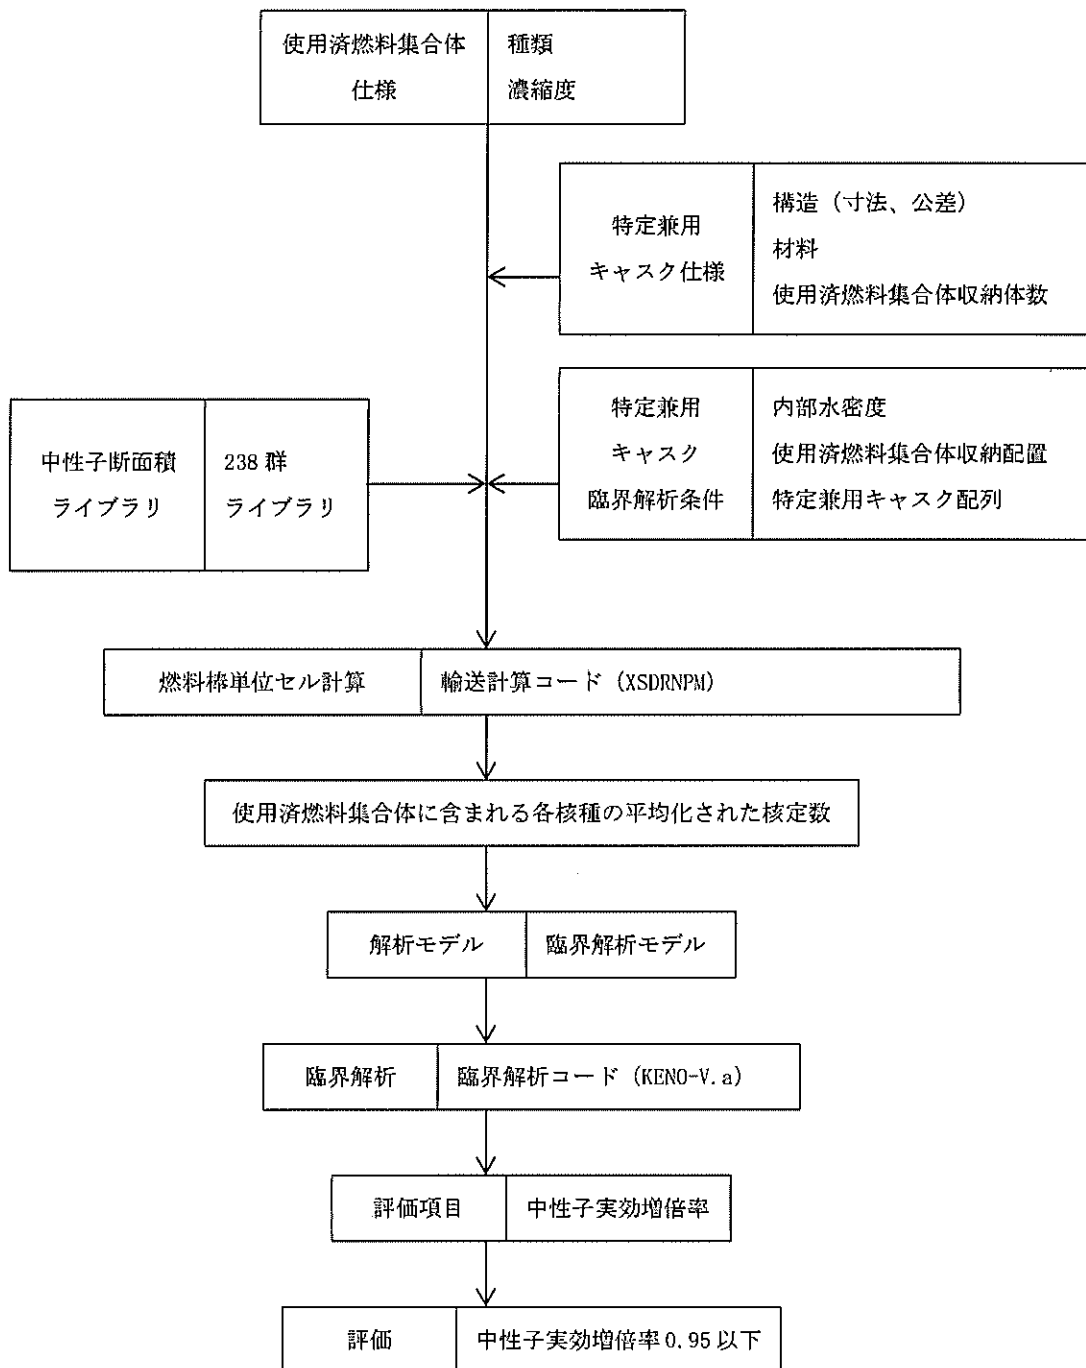 使用済燃料集合体
仕様
種類
濃縮度
特定兼用
キャスク仕様
構造（寸法、公差）
材料
使用済燃料集合体収納体数
中性子断面積
ライブラリ
238 群
ライブラリ
特定兼用
キャスク
臨界解析条件
内部水密度
使用済燃料集合体収納配置
特定兼用キャスク配列
燃料棒単位セル計算
輸送計算コード（XSDRNPM）
使用済燃料集合体に含まれる各核種の平均化された核定数
解析モデル
臨界解析モデル
臨界解析
臨界解析コード（KENO-V.a）
評価項目
中性子実効増倍率
評価
中性子実効増倍率 0.95 以下